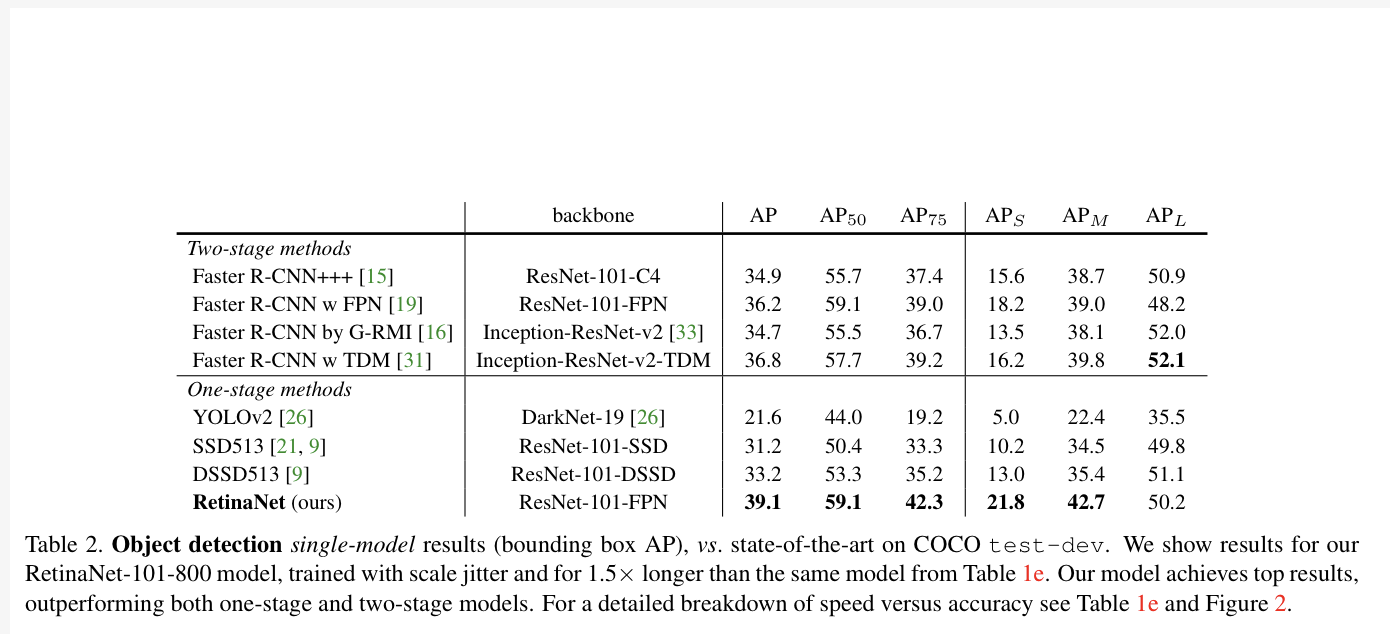 backbone AP AP50 AP75 APS APM APL
Two-stage methods
Faster R-CNN+++ [15] ResNet-101-C4 34.9 55.7 37.4 15.6 38.7 50.9
Faster R-CNN w FPN [19] ResNet-101-FPN 36.2 59.1 39.0 18.2 39.0 48.2
Faster R-CNN by G-RMI [16] Inception-ResNet-v2 [33] 34.7 55.5 36.7 13.5 38.1 52.0
Faster R-CNN w TDM [31] Inception-ResNet-v2-TDM 36.8 57.7 39.2 16.2 39.8 52.1
One-stage methods
YOLOv2 [26] DarkNet-19 [26] 21.6 44.0 19.2 5.0 22.4 35.5
SSD513 [21, 9] ResNet-101-SSD 31.2 50.4 33.3 10.2 34.5 49.8
DSSD513 [9] ResNet-101-DSSD 33.2 53.3 35.2 13.0 35.4 51.1
RetinaNet (ours) ResNet-101-FPN 39.1 59.1 42.3 21.8 42.7 50.2
Table 2. Object detection single-model results (bounding box AP), vs. state-of-the-art on COCO test-dev. We show results for our
RetinaNet-101-800 model, trained with scale jitter and for 1.5× longer than the same model from Table 1e. Our model achieves top results,
outperforming both one-stage and two-stage models. For a detailed breakdown of speed versus accuracy see Table 1e and Figure 2.